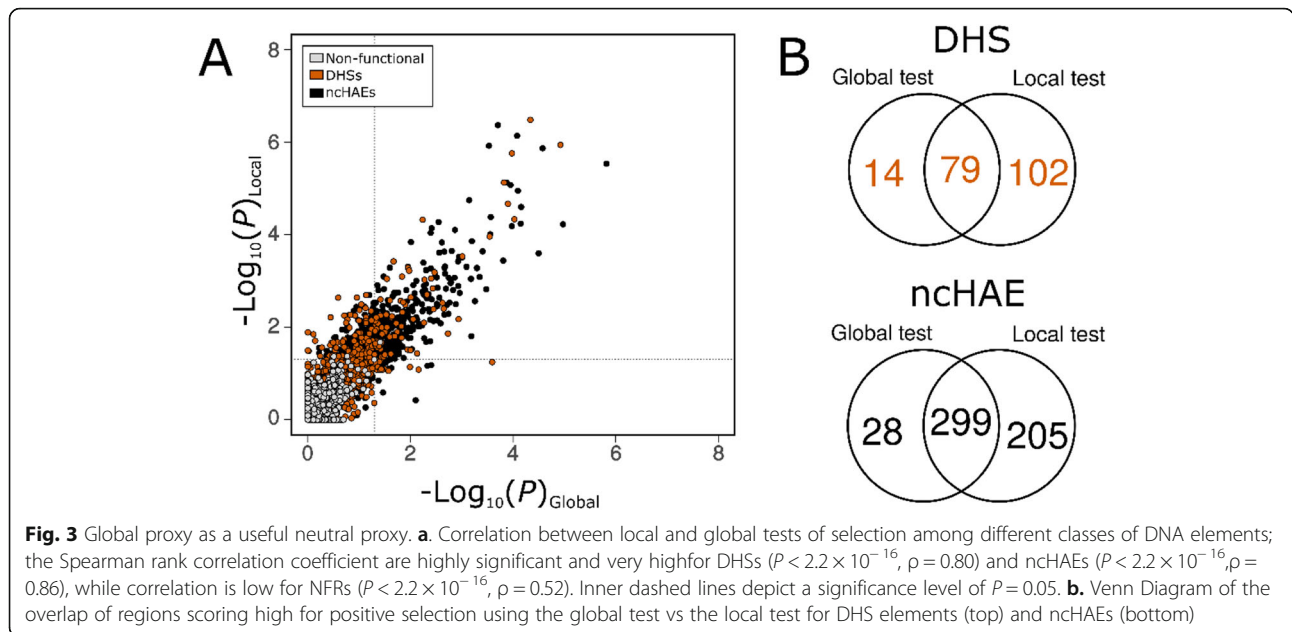 A
Non-functional
DHSs
ncHAEs
8
6
4
2
0
-Log10(P)Local
0 2 4 6 8
-Log10(P)Global
B
DHS
Global test Local test
14 79 102
ncHAE
Global test Local test
28 299 205
Fig. 3 Global proxy as a useful neutral proxy. a. Correlation between local and global tests of selection among different classes of DNA elements;
the Spearman rank correlation coefficient are highly significant and very highfor DHSs (P < 2.2 × 10− 16, ρ = 0.80) and ncHAEs (P < 2.2 × 10− 16,ρ =
0.86), while correlation is low for NFRs (P < 2.2 × 10− 16, ρ = 0.52). Inner dashed lines depict a significance level of P = 0.05. b. Venn Diagram of the
overlap of regions scoring high for positive selection using the global test vs the local test for DHS elements (top) and ncHAEs (bottom)